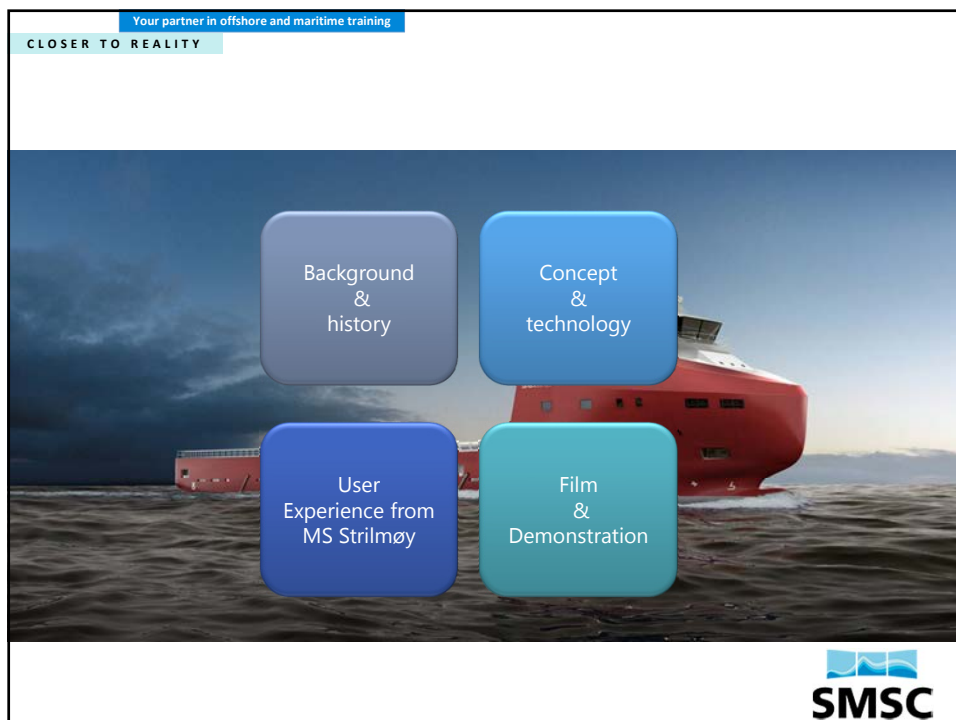 Your partner in offshore and maritime training
CLOSER TO REALITY
Background
&
history
Concept
&
technology
User
Experience from
MS Strilmøy
Film
&
Demonstration
SMSC